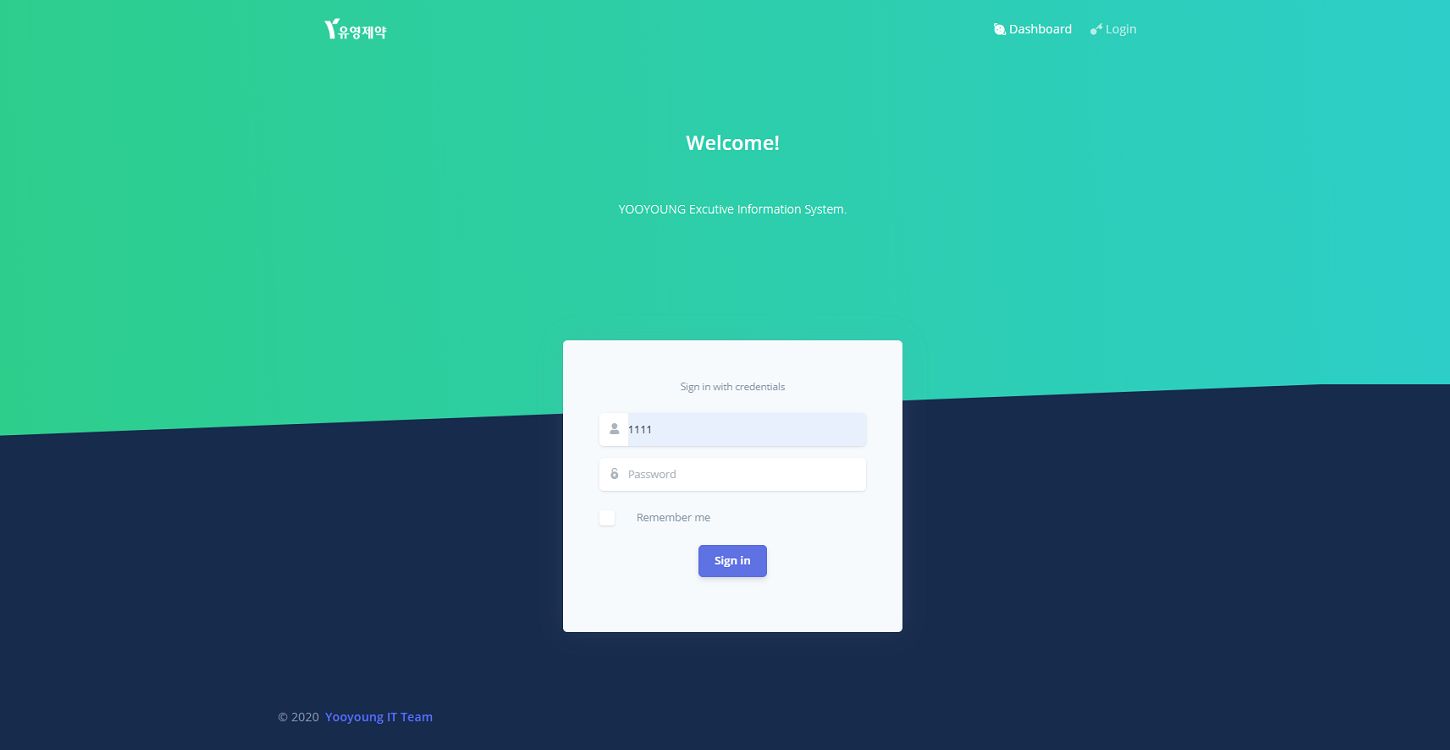 유영제약
Dashboard
Login
Welcome!
YOOYOUNG Excutive Information System.
Sign in with credentials
1111
Password
Remember me
Sign in
© 2020 Yooyoung IT Team